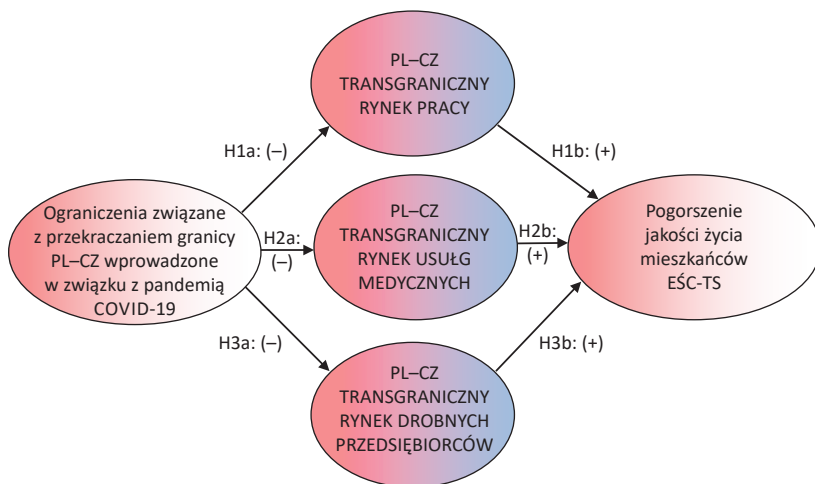 PL–CZ
TRANSGRANICZNY
RYNEK PRACY
H1a: (–)
H1b: (+)
Ograniczenia związane
z przekraczaniem granicy
PL–CZ wprowadzone
w związku z pandemią
COVID-19
H2a:
(–)
PL–CZ
TRANSGRANICZNY
RYNEK USUŁG
MEDYCZNYCH
H2b:
(+)
Pogorszenie
jakości życia
mieszkańców
EŚC-TS
H3a: (–)
H3b: (+)
PL–CZ
TRANSGRANICZNY
RYNEK DROBNYCH
PRZEDSIĘBIORCÓW